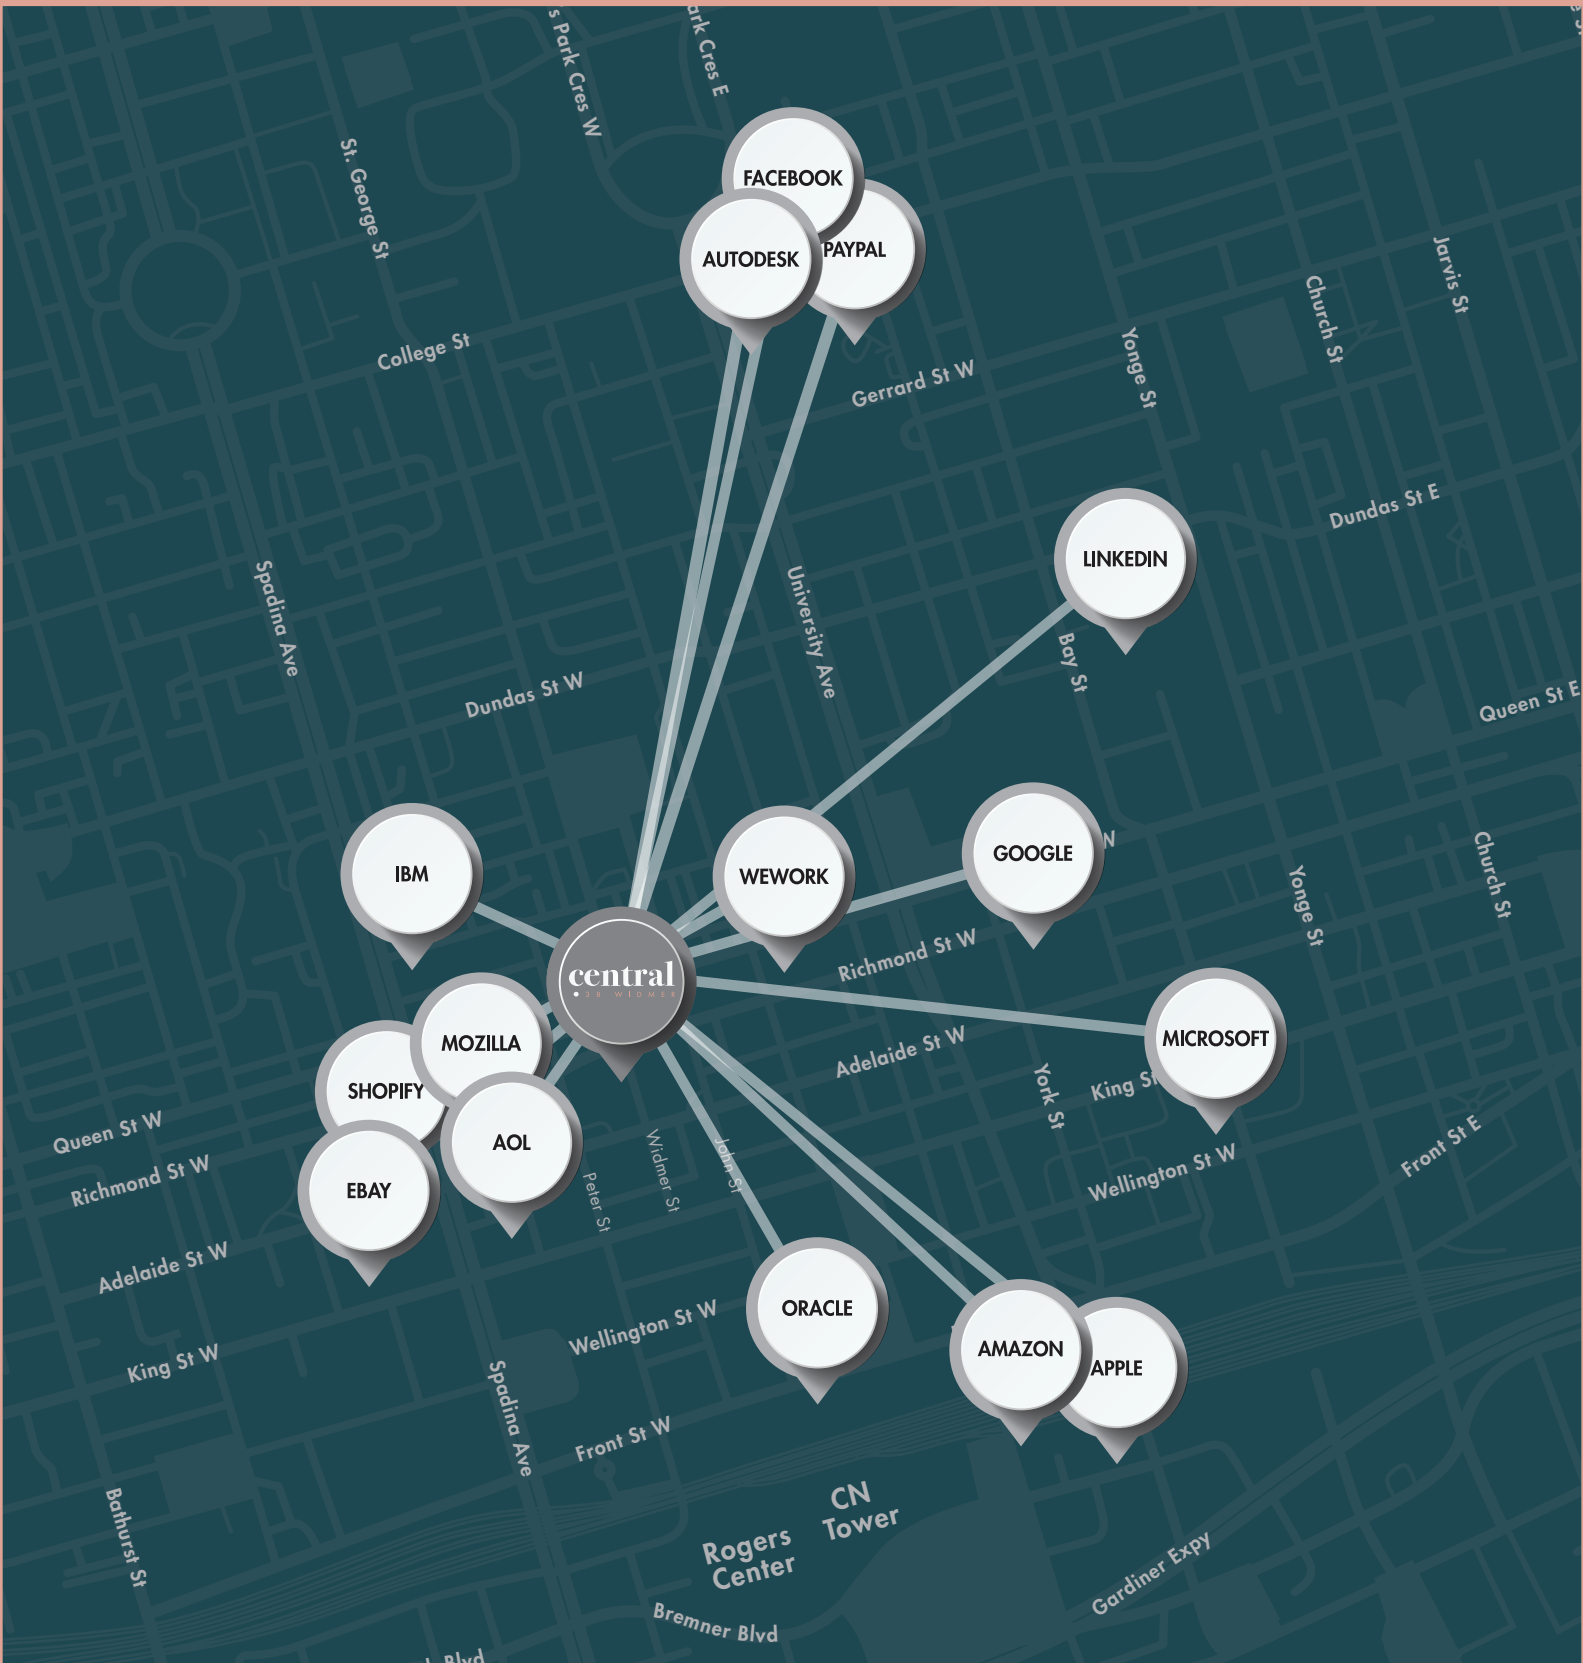 s Park Cres W
ark Cres E
St. George St
FACEBOOK
PAYPAL
AUTODESK
Jarvis St
Church St
College St
Yonge St
Gerrard St W
Dundas St E
LINKEDIN
Spadina Ave
University Ave
Bay St
Dundas St W
Queen St E
IBM
WEWORK
GOOGLE
W
Church St
Yonge St
Richmond St W
central
38 WIDMER
MOZILLA
MICROSOFT
Adelaide St W
SHOPIFY
King St
York St
Queen St W
AOL
Front St E
Richmond St W
Wellington St W
Widmer St
John St
Peter St
EBAY
Adelaide St W
ORACLE
Wellington St W
AMAZON
APPLE
King St W
Spadina Ave
Front St W
Bathurst St
CN
Tower
Rogers
Center
Gardiner Expy
Bremner Blvd
Blvd